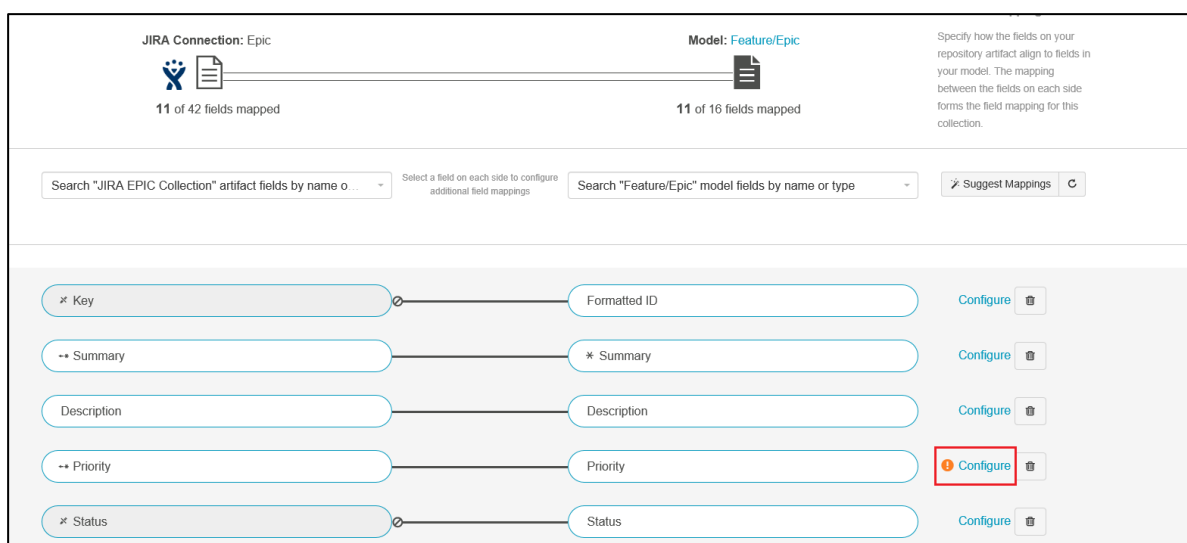 JIRA Connection: Epic
Model: Feature/Epic
11 of 42 fields mapped
11 of 16 fields mapped
Specify how the fields on your
repository artifact align to fields in
your model. The mapping
between the fields on each side
forms the field mapping for this
collection.
Search "JIRA EPIC Collection" artifact fields by name o...
Select a field on each side to configure
additional field mappings
Search "Feature/Epic" model fields by name or type
Suggest Mappings
Key
Formatted ID
Configure
Summary
* Summary
Configure
Description
Description
Configure
Priority
Priority
Configure
Status
Status
Configure